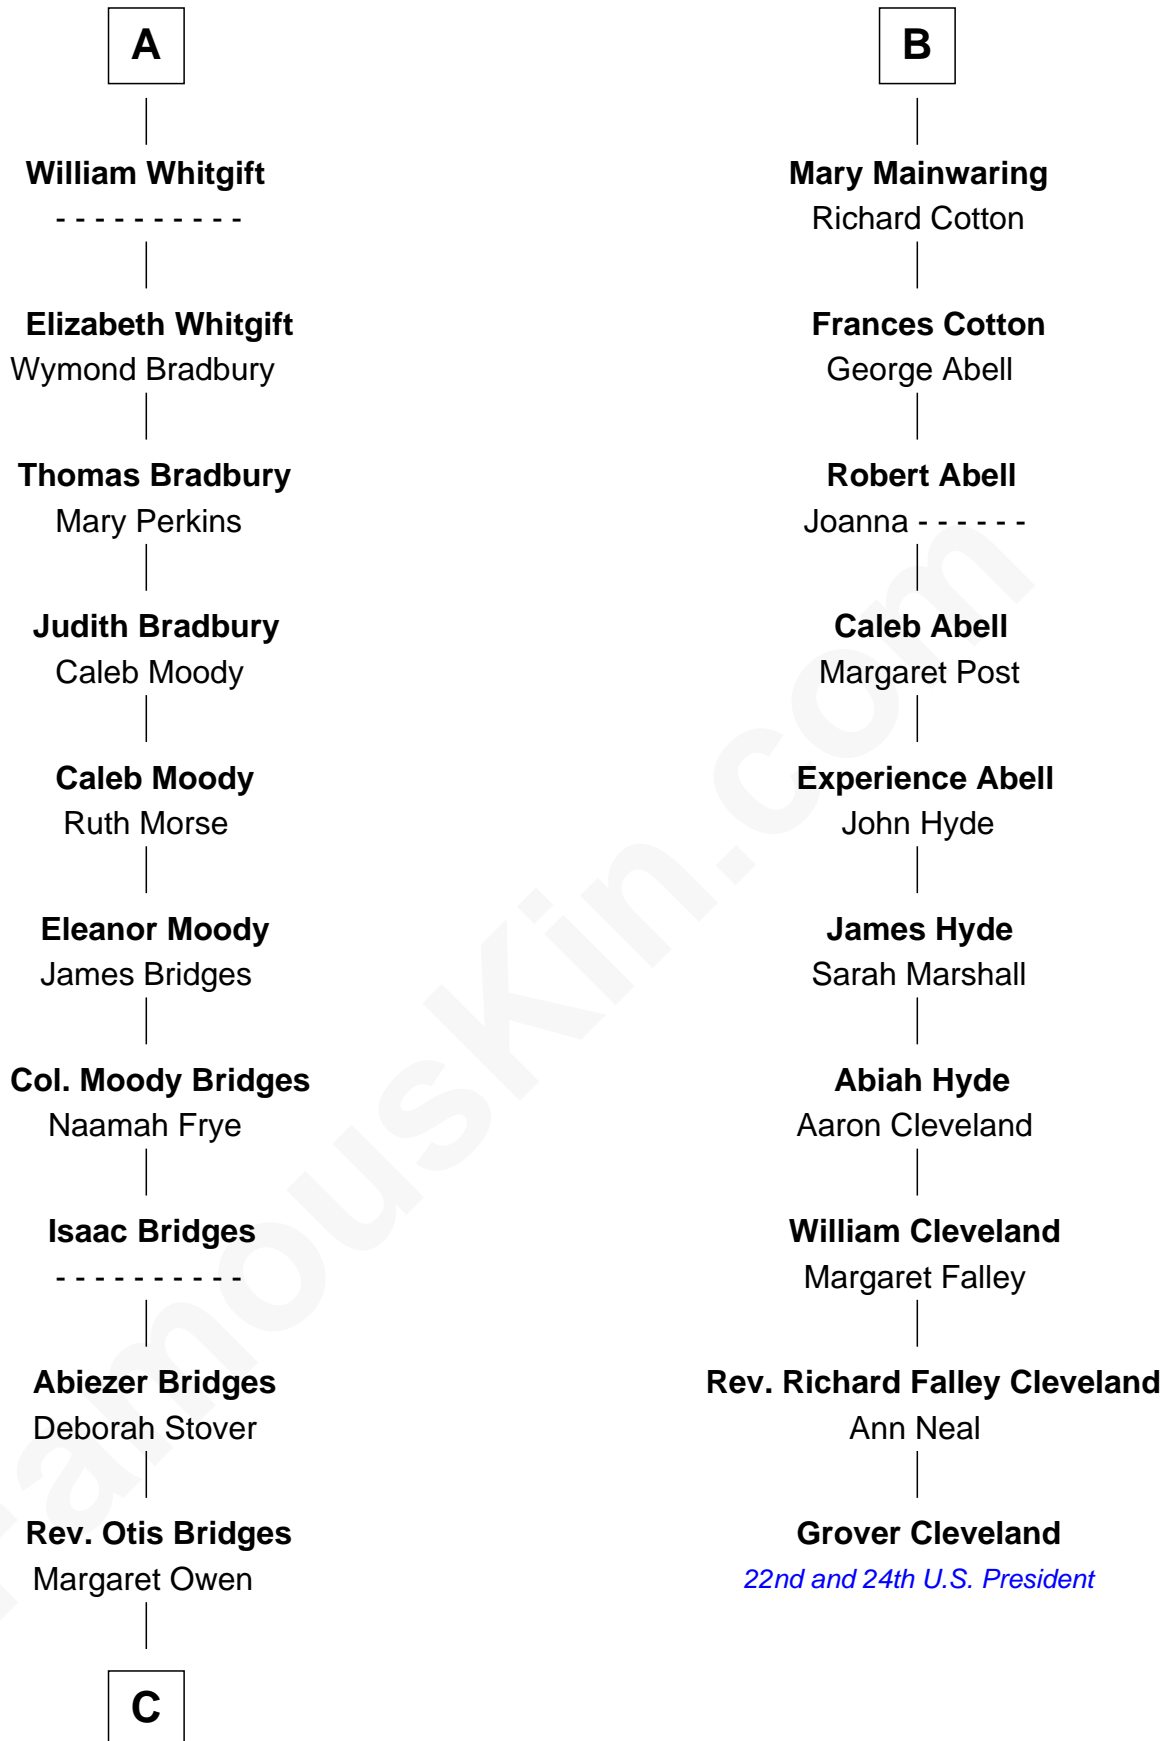 A
William Whitgift
- - - - - - - - - -
Elizabeth Whitgift
Wymond Bradbury
Thomas Bradbury
Mary Perkins
Judith Bradbury
Caleb Moody
Caleb Moody
Ruth Morse
Eleanor Moody
James Bridges
Col. Moody Bridges
Naamah Frye
Isaac Bridges
- - - - - - - - - -
Abiezer Bridges
Deborah Stover
Rev. Otis Bridges
Margaret Owen
C
B
Mary Mainwaring
Richard Cotton
Frances Cotton
George Abell
Robert Abell
Joanna - - - - - -
Caleb Abell
Margaret Post
Experience Abell
John Hyde
James Hyde
Sarah Marshall
Abiah Hyde
Aaron Cleveland
William Cleveland
Margaret Falley
Rev. Richard Falley Cleveland
Ann Neal
Grover Cleveland
22nd and 24th U.S. President
FamousKin.com